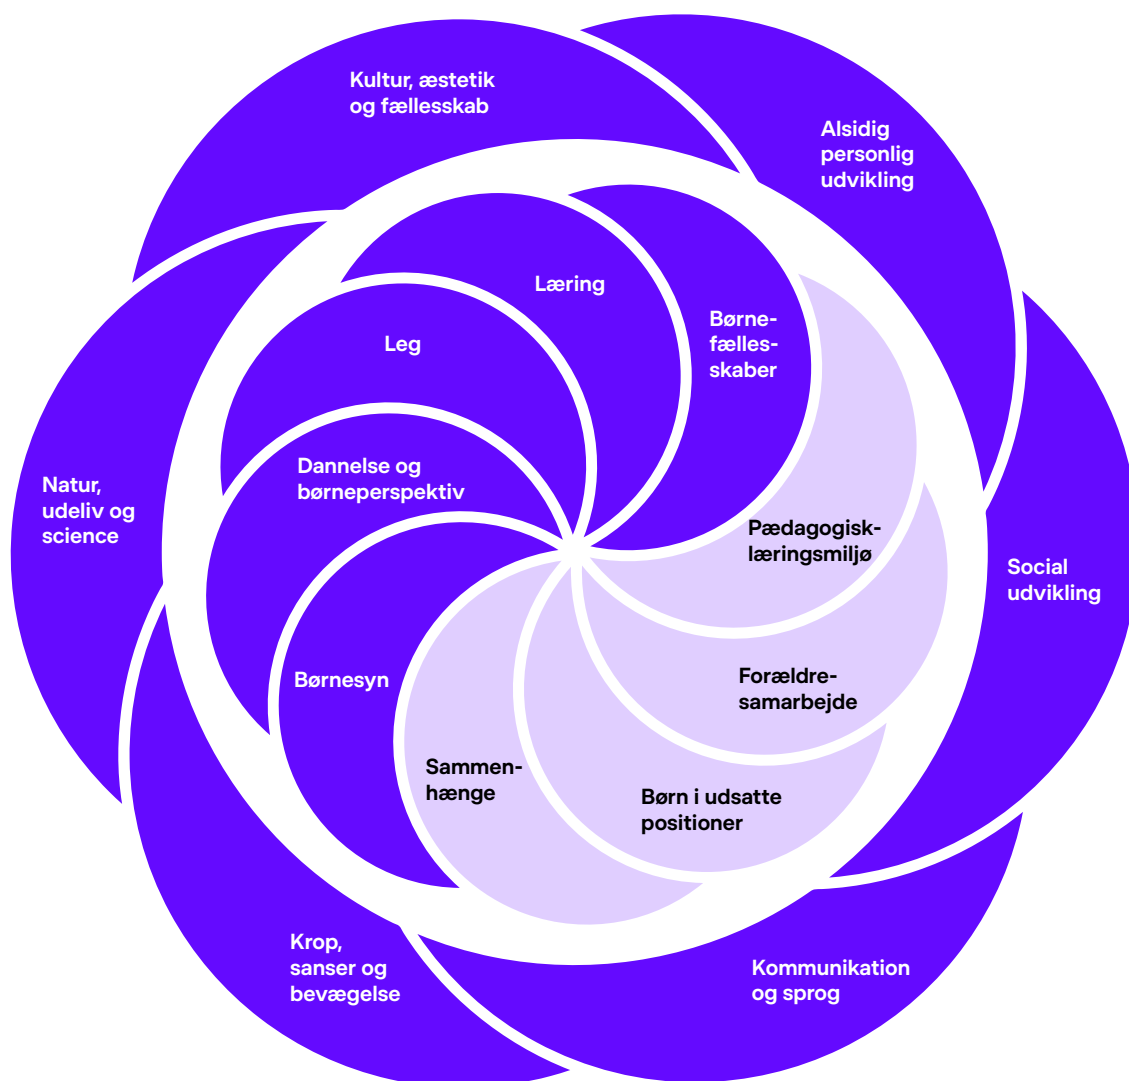 Kultur, æstetik
og fællesskab
Alsidig
personlig
udvikling
Læring
Børne-
fælles-
skaber
Leg
Dannelse og
børneperspektiv
Natur,
udeliv og
science
Pædagogisk-
læringsmiljø
Social
udvikling
Børnesyn
Forældre-
samarbejde
Sammen-
hænge
Børn i udsatte
positioner
Krop,
sanser og
bevægelse
Kommunikation
og sprog